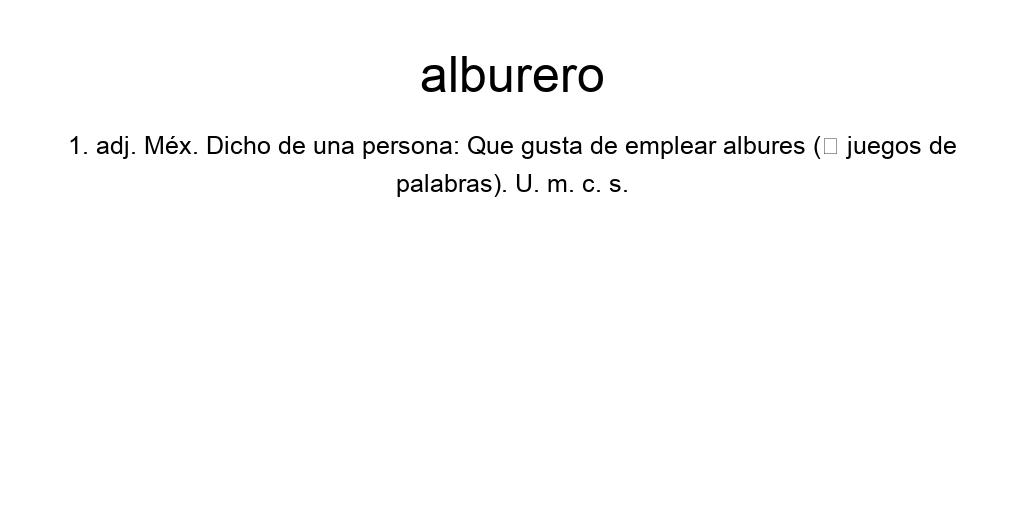 alburero
1. adj. Méx. Dicho de una persona: Que gusta de emplear albures (□ juegos de
palabras). U. m. c. s.